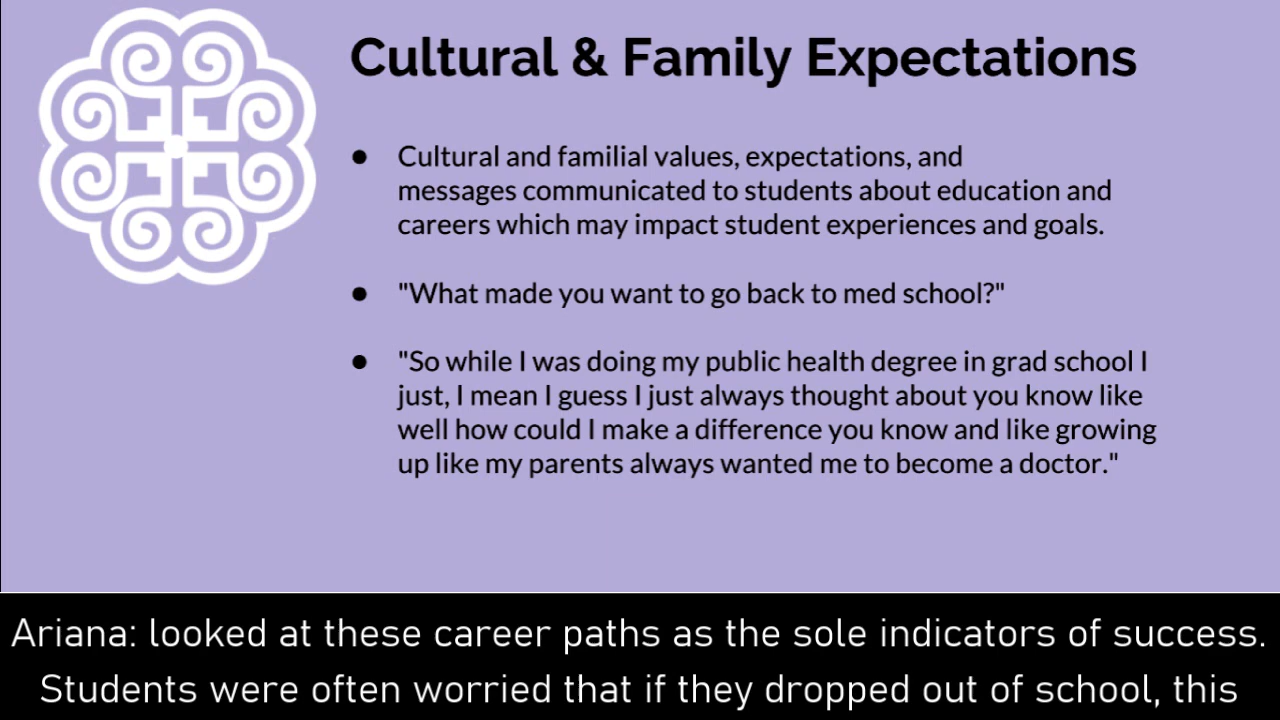 Cultural & Family Expectations
● Cultural and familial values, expectations, and
messages communicated to students about education and
careers which may impact student experiences and goals.
● "What made you want to go back to med school?"
● "So while I was doing my public health degree in grad school I
just, I mean I guess I just always thought about you know like
well how could I make a difference you know and like growing
up like my parents always wanted me to become a doctor."
Ariana: looked at these career paths as the sole indicators of success.
Students were often worried that if they dropped out of school, this